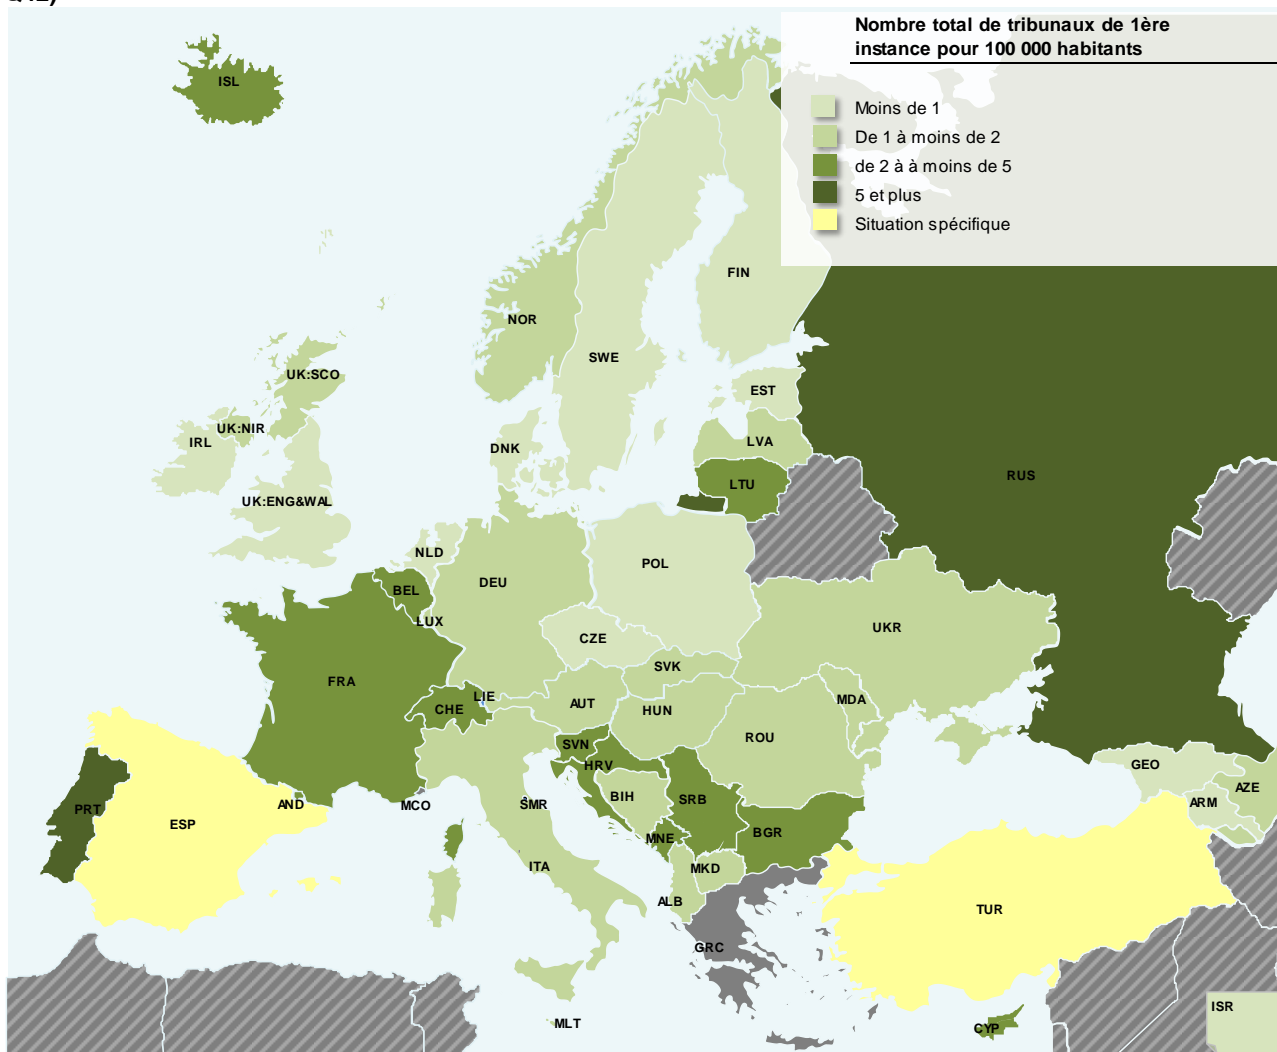 Nombre total de tribunaux de 1ère
instance pour 100 000 habitants
Moins de 1
De 1 à moins de 2
de 2 à à moins de 5
5 et plus
Situation spécifique
ISL
FIN
NOR
SWE
UK:SCO
EST
UK:NIR
IRL
DNK
LVA
RUS
LTU
UK:ENG&WAL
NLD
POL
DEU
BEL
LUX
UKR
CZE
SVK
FRA
LIE
MDA
AUT
CHE
HUN
ROU
SVN
HRV
GEO
AZE
BIH
SRB
ARM
AND
MCO
SMR
PRT
ESP
MNE
BGR
ITA
MKD
ALB
TUR
GRC
ISR
MLT
CYP